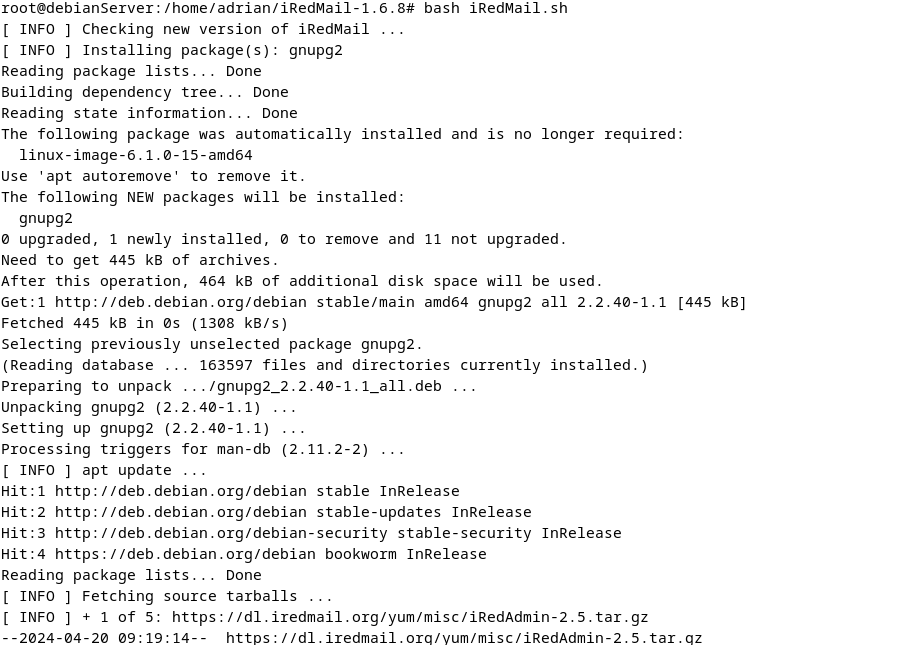 root@debianServer:/home/adrian/iRedMail-1.6.8# bash iRedMail.sh
[ INFO ] Checking new version of iRedMail ...
[ INFO ] Installing package(s): gnupg2
Reading package lists... Done
Building dependency tree... Done
Reading state information... Done
The following package was automatically installed and is no longer required:
  linux-image-6.1.0-15-amd64
Use 'apt autoremove' to remove it.
The following NEW packages will be installed:
  gnupg2
0 upgraded, 1 newly installed, 0 to remove and 11 not upgraded.
Need to get 445 kB of archives.
After this operation, 464 kB of additional disk space will be used.
Get:1 http://deb.debian.org/debian stable/main amd64 gnupg2 all 2.2.40-1.1 [445 kB]
Fetched 445 kB in 0s (1308 kB/s)
Selecting previously unselected package gnupg2.
(Reading database ... 163597 files and directories currently installed.)
Preparing to unpack .../gnupg2_2.2.40-1.1_all.deb ...
Unpacking gnupg2 (2.2.40-1.1) ...
Setting up gnupg2 (2.2.40-1.1) ...
Processing triggers for man-db (2.11.2-2) ...
[ INFO ] apt update ...
Hit:1 http://deb.debian.org/debian stable InRelease
Hit:2 http://deb.debian.org/debian stable-updates InRelease
Hit:3 http://deb.debian.org/debian-security stable-security InRelease
Hit:4 https://deb.debian.org/debian bookworm InRelease
Reading package lists... Done
[ INFO ] Fetching source tarballs ...
[ INFO ] + 1 of 5: https://dl.iredmail.org/yum/misc/iRedAdmin-2.5.tar.gz
--2024-04-20 09:19:14--  https://dl.iredmail.org/yum/misc/iRedAdmin-2.5.tar.gz